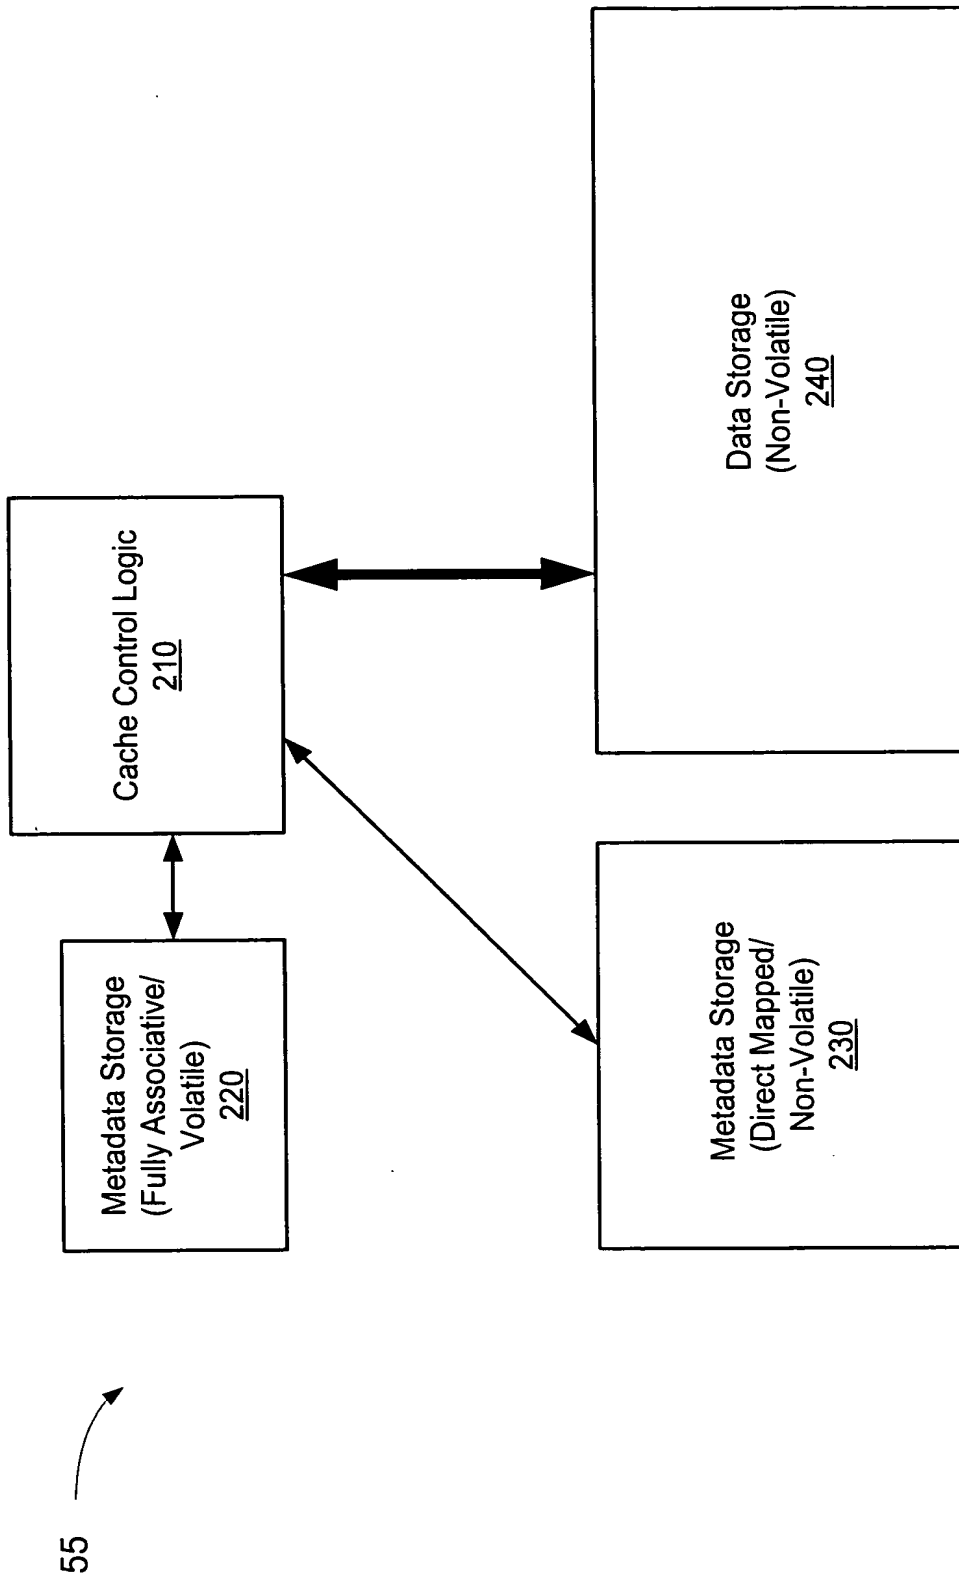 55
Metadata Storage
(Fully Associative/
Volatile)
220
Cache Control Logic
210
Metadata Storage
(Direct Mapped/
Non-Volatile)
230
Data Storage
(Non-Volatile)
240